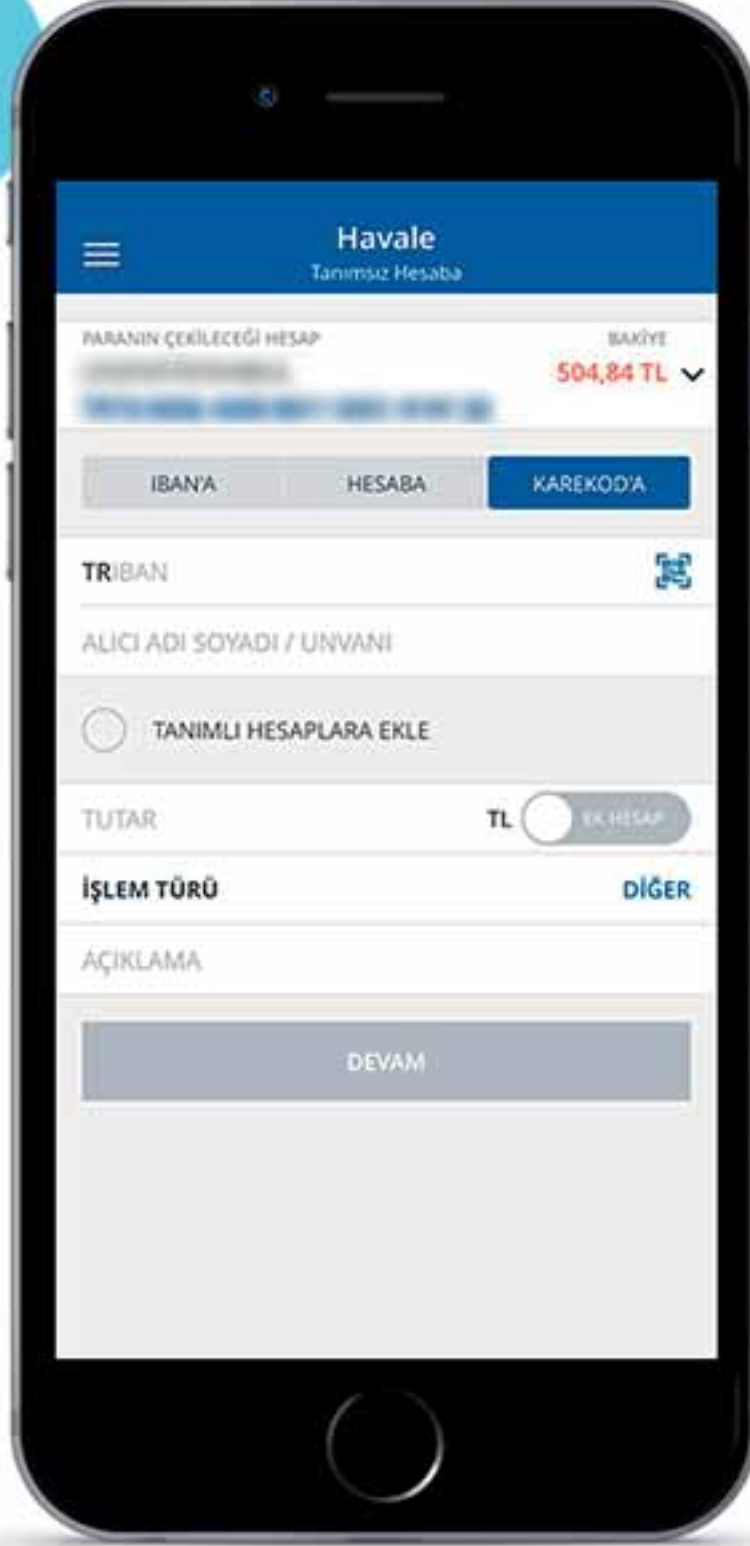 Havale
Tanımsız Hesaba
PARANIN ÇEKİLECEĞİ HESAP
BAKİYE
504,84 TL
IBAN'A HESABA KAREKOD'A
TRIBAN
ALICI ADI SOYADI / UNVANI
TANIMLI HESAPLARA EKLE
TUTAR TL EK HESAP
İŞLEM TÜRÜ DİĞER
AÇIKLAMA
DEVAM